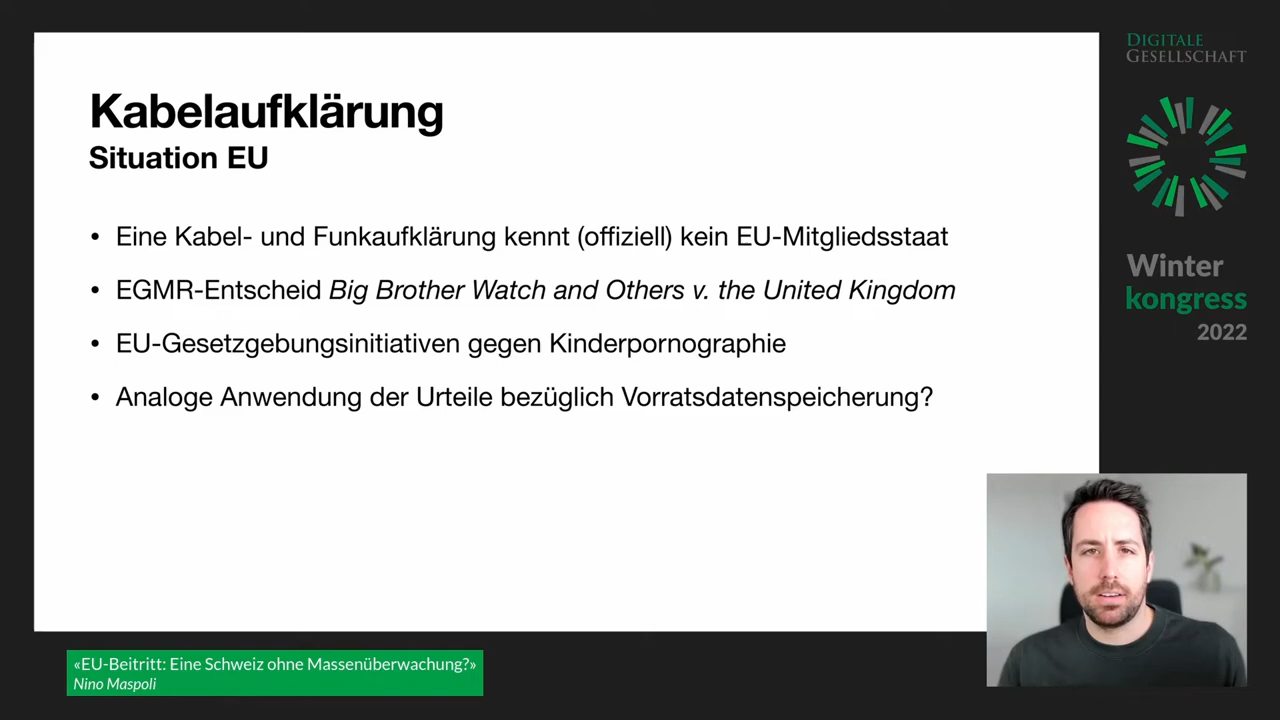 Kabelaufklärung
Situation EU
• Eine Kabel- und Funkaufklärung kennt (offiziell) kein EU-Mitgliedsstaat
• EGMR-Entscheid Big Brother Watch and Others v. the United Kingdom
• EU-Gesetzgebungsinitiativen gegen Kinderpornographie
• Analoge Anwendung der Urteile bezüglich Vorratsdatenspeicherung?
DIGITALE
GESELLSCHAFT
Winter
kongress
2022
«EU-Beitritt: Eine Schweiz ohne Massenüberwachung?»
Nino Maspoli